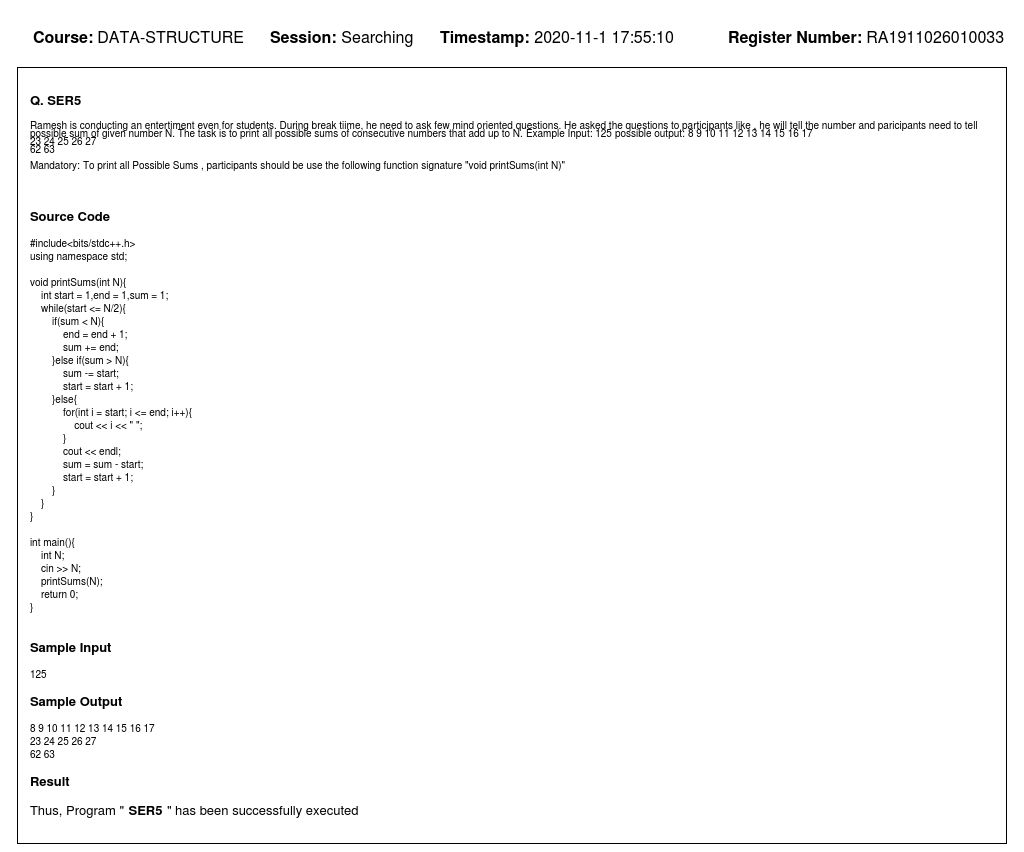 Course: DATA-STRUCTURE Session: Searching Timestamp: 2020-11-1 17:55:10 Register Number: RA1911026010033
Q. SER5
Ramesh is conducting an entertiment even for students. During break tiime, he need to ask few mind oriented questions. He asked the questions to participants like , he will tell the number and paricipants need to tell
possible sum of given number N. The task is to print all possible sums of consecutive numbers that add up to N. Example Input: 125 possible output: 8 9 10 11 12 13 14 15 16 17
23 24 25 26 27
62 63
Mandatory: To print all Possible Sums , participants should be use the following function signature "void printSums(int N)"
Source Code
#include<bits/stdc++.h>
using namespace std;
void printSums(int N){
int start = 1,end = 1,sum = 1;
while(start <= N/2){
if(sum < N){
end = end + 1;
sum += end;
}else if(sum > N){
sum -= start;
start = start + 1;
}else{
for(int i = start; i <= end; i++){
cout << i << " ";
}
cout << endl;
sum = sum - start;
start = start + 1;
}
}
}
int main(){
int N;
cin >> N;
printSums(N);
return 0;
}
Sample Input
125
Sample Output
8 9 10 11 12 13 14 15 16 17
23 24 25 26 27
62 63
Result
Thus, Program " SER5 " has been successfully executed